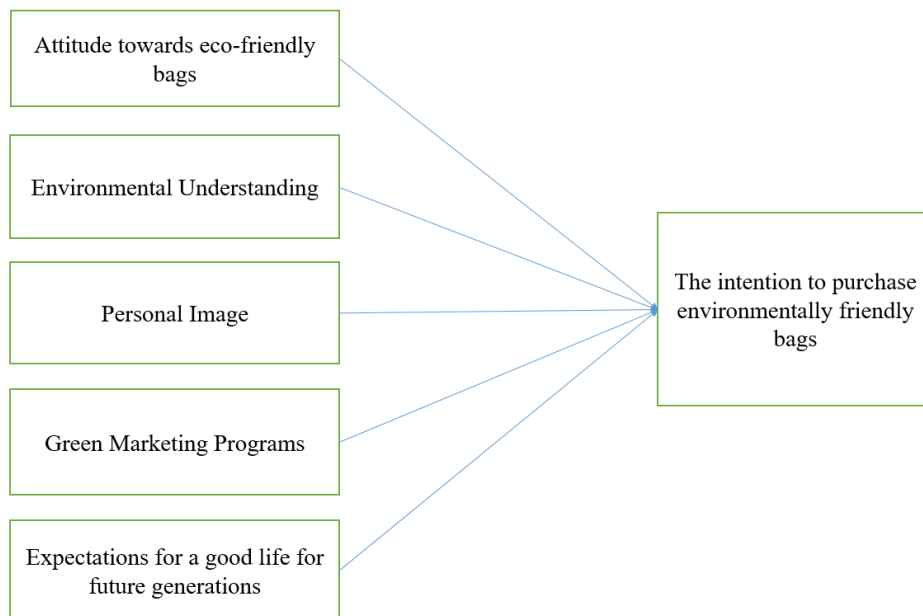 Attitude towards eco-friendly
bags
Environmental Understanding
Personal Image
Green Marketing Programs
Expectations for a good life for
future generations
The intention to purchase
environmentally friendly
bags